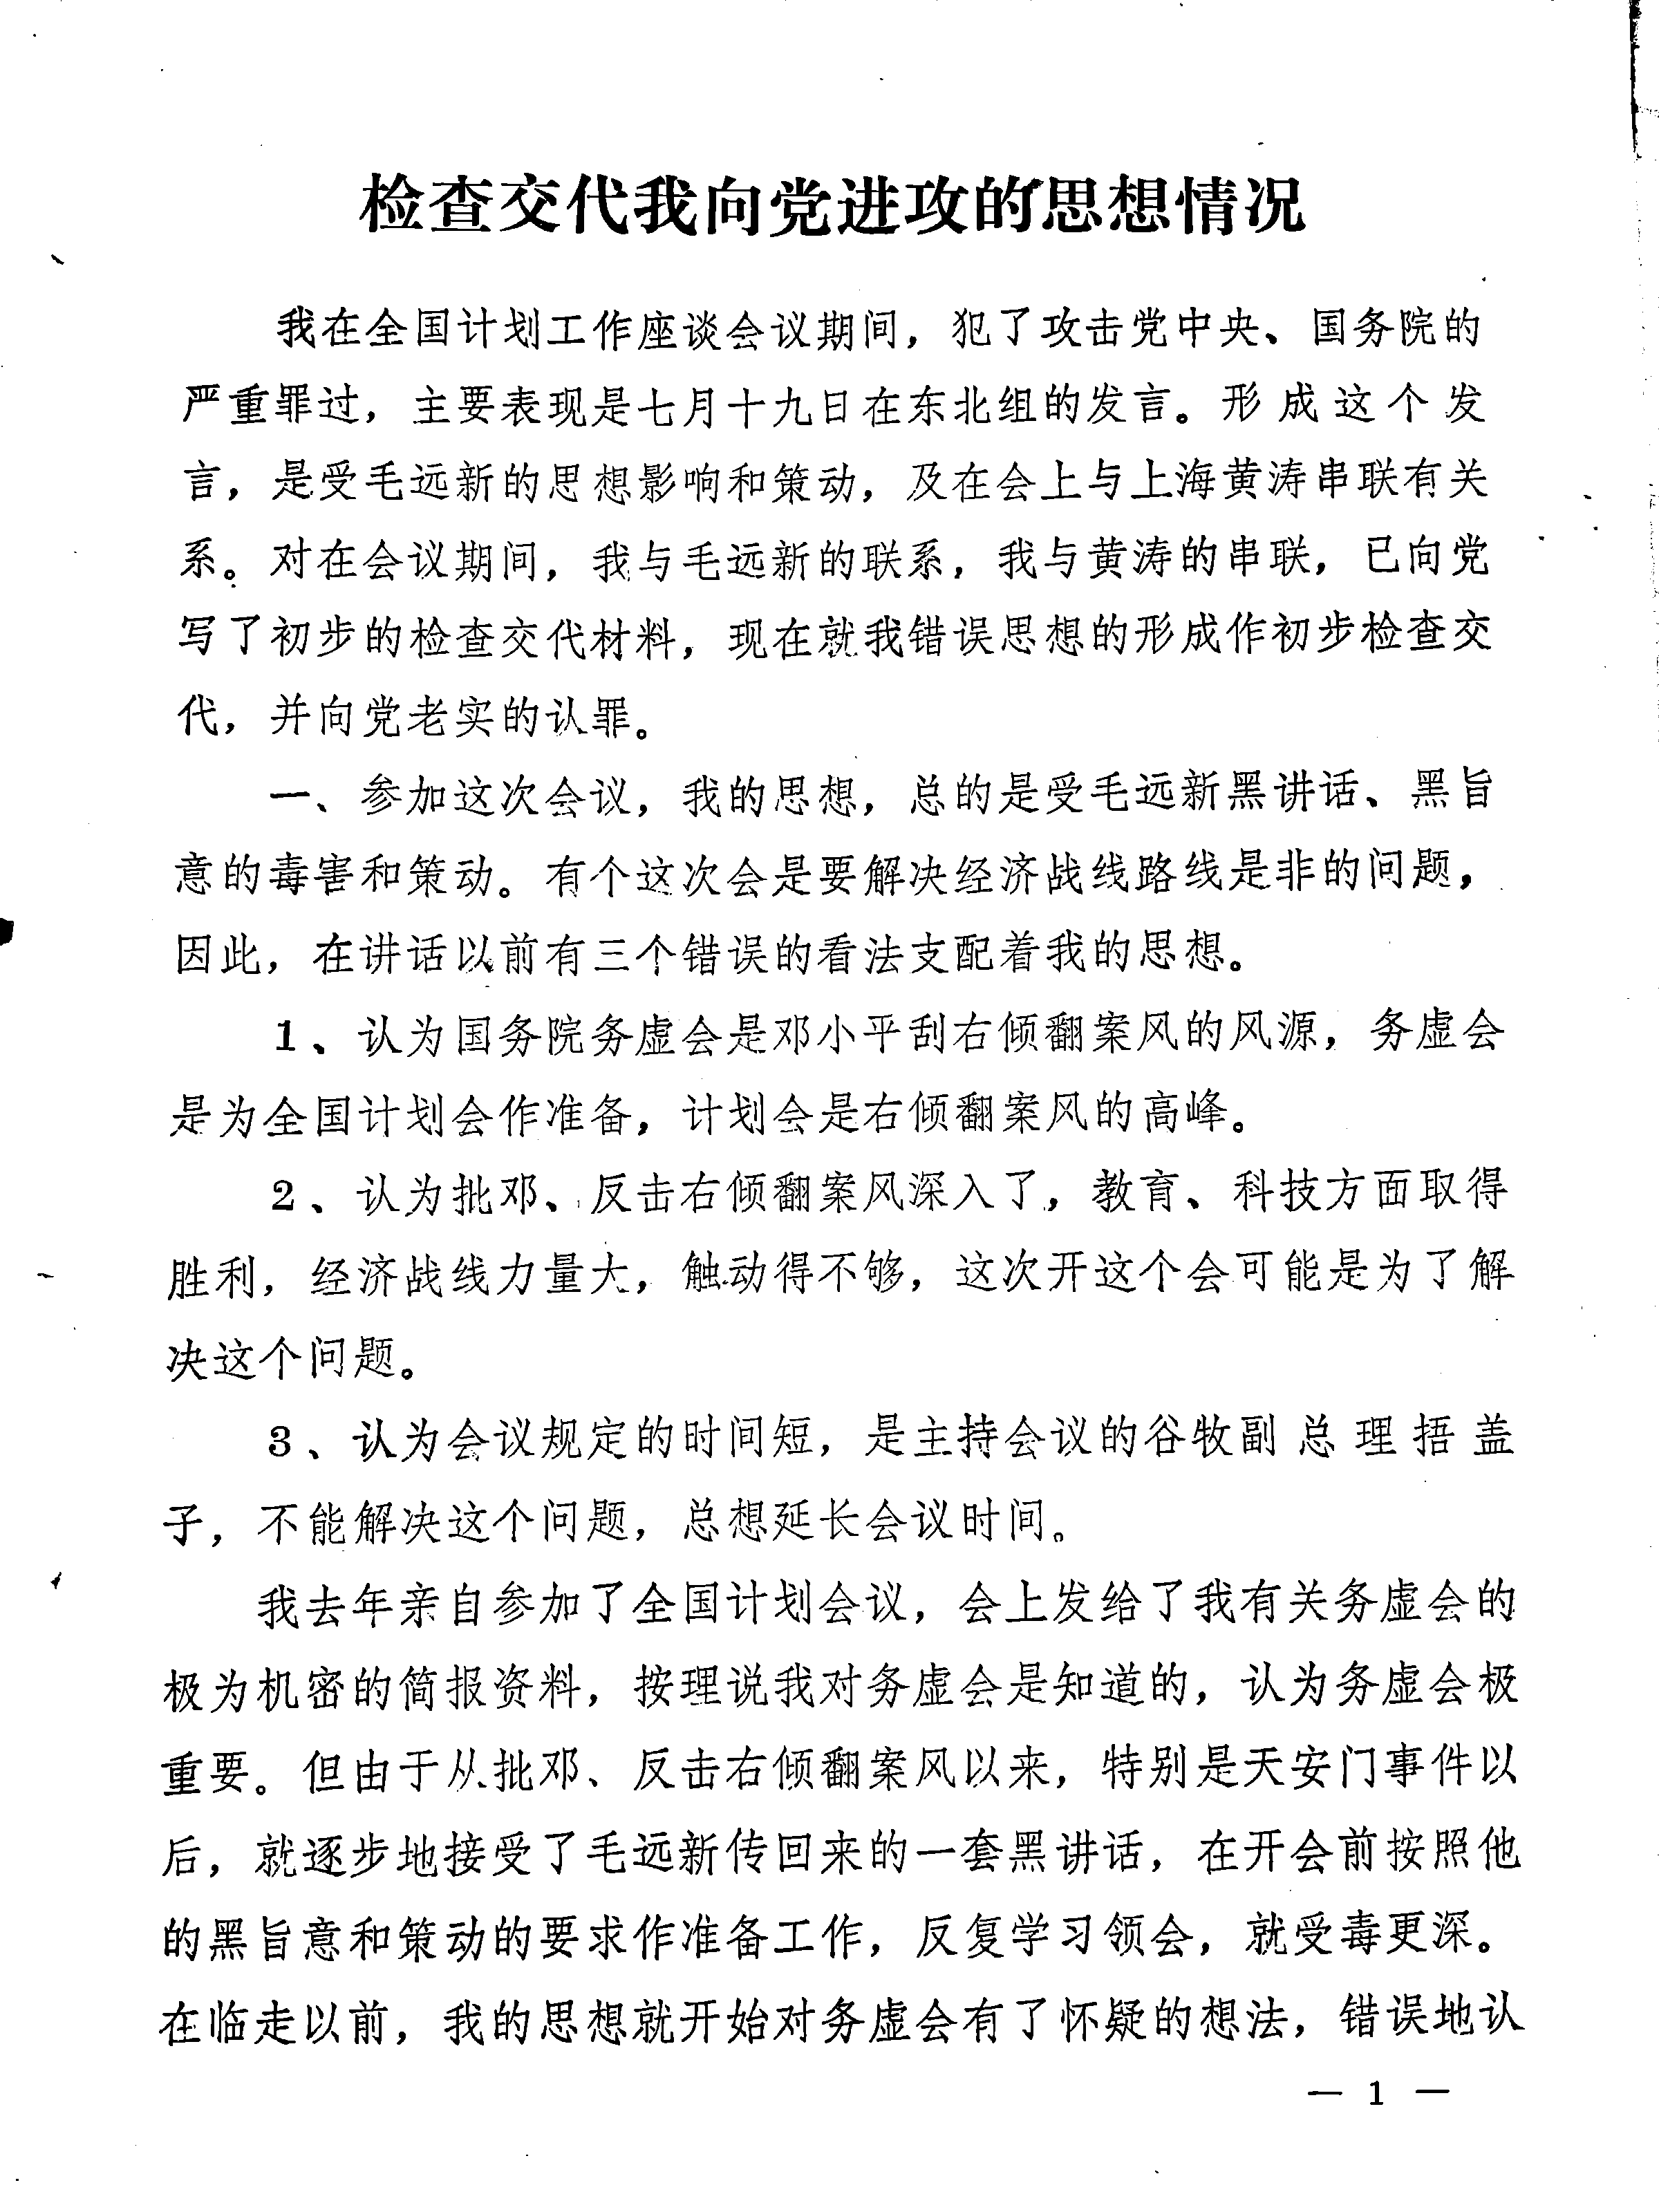 检查交代我向党进攻的思想情况
我在全国计划工作座谈会议期间，犯了攻击党中央、国务院的
严重罪过，主要表现是七月十九日在东北组的发言。形成这个发
言，是受毛远新的思想影响和策动，及在会上与上海黄涛串联有关
系。对在会议期间，我与毛远新的联系，我与黄涛的串联，已向党
写了初步的检查交代材料，现在就我错误思想的形成作初步检查交
代，并向党老实的认罪。
一、参加这次会议，我的思想，总的是受毛远新黑讲话、黑旨
意的毒害和策动。有个这次会是要解决经济战线路线是非的问题，
因此，在讲话以前有三个错误的看法支配着我的思想。
1、认为国务院务虚会是邓小平刮右倾翻案风的风源，务虚会
是为全国计划会作准备，计划会是右倾翻案风的高峰。
2、认为批邓、反击右倾翻案风深入了，教育、科技方面取得
胜利，经济战线力量大，触动得不够，这次开这个会可能是为了解
决这个问题。
3、认为会议规定的时间短，是主持会议的谷牧副总理捂盖
子，不能解决这个问题，总想延长会议时间。
我去年亲自参加了全国计划会议，会上发给了我有关务虚会的
极为机密的简报资料，按理说我对务虚会是知道的，认为务虚会极
重要。但由于从批邓、反击右倾翻案风以来，特别是天安门事件以
后，就逐步地接受了毛远新传回来的一套黑讲话，在开会前按照他
的黑旨意和策动的要求作准备工作，反复学习领会，就受毒更深。
在临走以前，我的思想就开始对务虚会有了怀疑的想法，错误地认
— 1 —